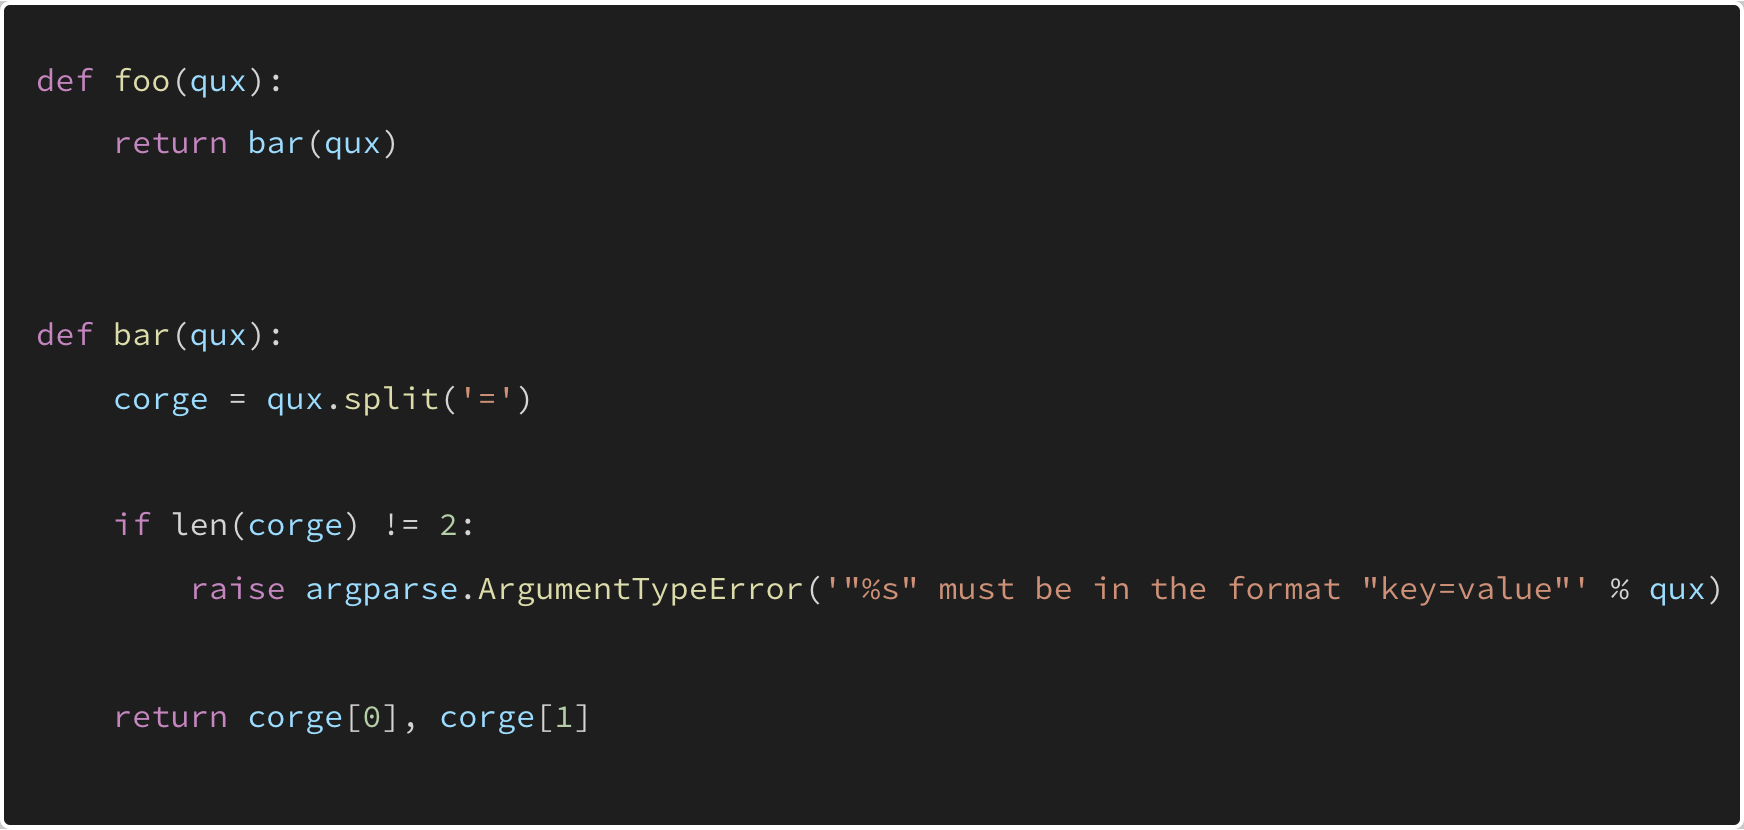 def foo(qux):
    return bar(qux)
def bar(qux):
    corge = qux.split('=')
    if len(corge) != 2:
        raise argparse.ArgumentTypeError('"%s" must be in the format "key=value"' % qux)
    return corge[0], corge[1]